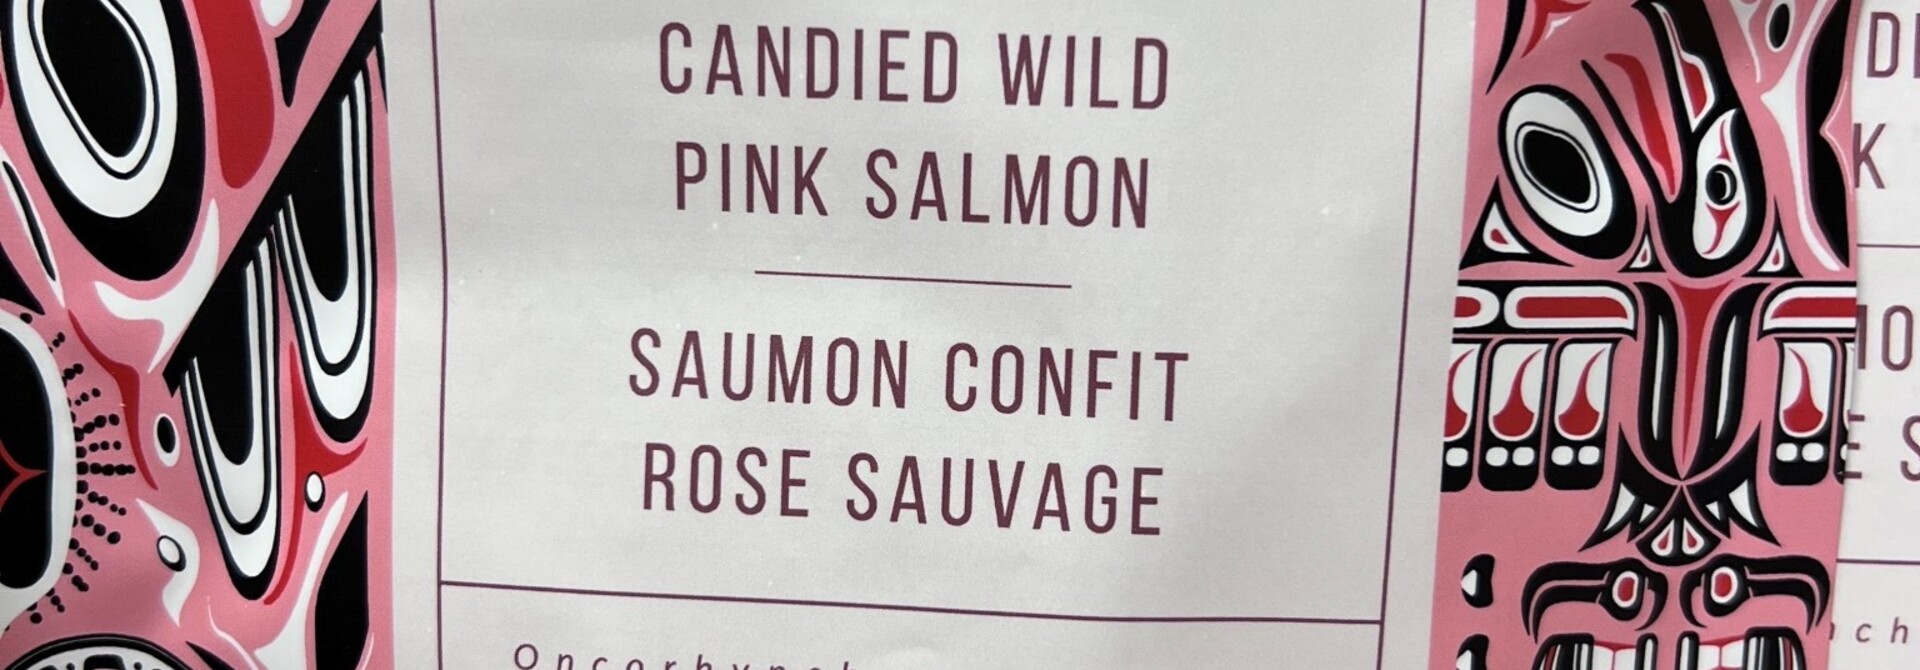 CANDIED WILD
PINK SALMON
SAUMON CONFIT
ROSE SAUVAGE